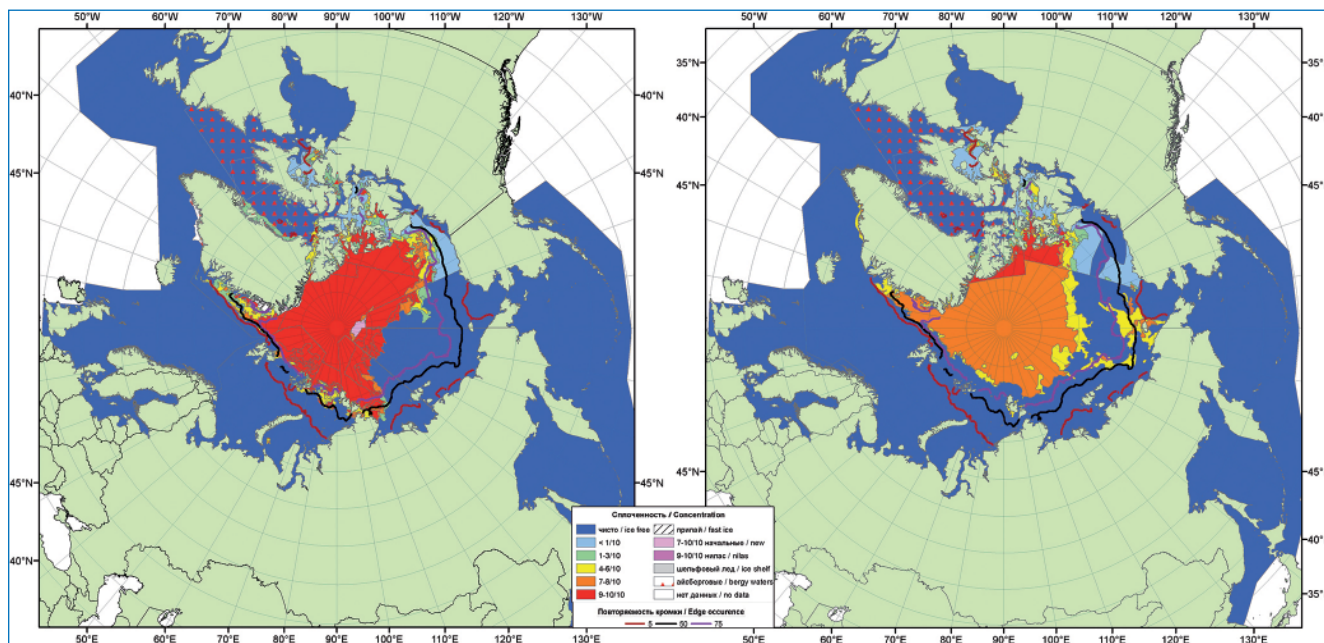 50°W 60°W 70°W 80°W 90°W 100°W 110°W 120°W 130°W
50°W 60°W 70°W 80°W 90°W 100°W 110°W 120°W 130°W
40°N
45°N
45°N
40°N
35°N
40°N
45°N
45°N
35°N
40°N
45°N
45°N
40°N
35°N
Сплоченность / Concentration
чисто / ice free
< 1/10
1-3/10
4-6/10
7-8/10
9-10/10
припай / fast ice
7-10/10 начальные / new
9-10/10 нилас / nilas
шельфовый лод / ice shelf
айсберговые / bergy waters
нет данных / no data
Повторяемость кромки / Edge occurence
5 50 75
50°E 60°E 70°E 80°E 90°E 100°E 110°E 120°E 130°E
50°E 60°E 70°E 80°E 90°E 100°E 110°E 120°E 130°E